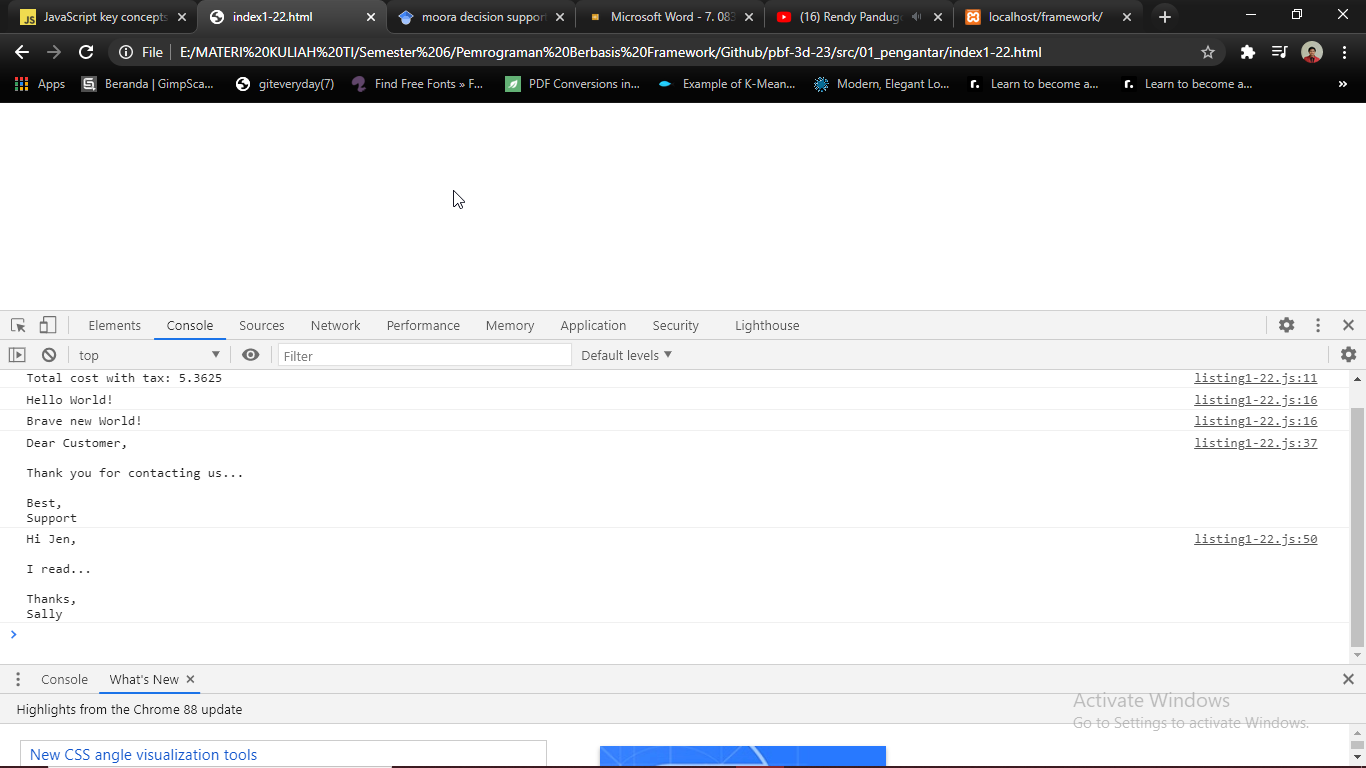 JavaScript key concepts
index1-22.html
moora decision support
Microsoft Word - 7. 083
(16) Rendy Pandugo
localhost/framework/
File
E:/MATERI%20KULIAH%20TI/Semester%206/Pemrograman%20Berbasis%20Framework/Github/pbf-3d-23/src/01_pengantar/index1-22.html
Apps
Beranda | GimpSca...
giteveryday(7)
Find Free Fonts » F...
PDF Conversions in...
Example of K-Mean...
Modern, Elegant Lo...
Learn to become a...
Learn to become a...
»
Elements Console Sources Network Performance Memory Application Security Lighthouse
top Filter Default levels
Total cost with tax: 5.3625 listing1-22.js:11
Hello World! listing1-22.js:16
Brave new World! listing1-22.js:16
Dear Customer, listing1-22.js:37
Thank you for contacting us...
Best,
Support
Hi Jen, listing1-22.js:50
I read...
Thanks,
Sally
Console What's New
Highlights from the Chrome 88 update
Activate Windows
Go to Settings to activate Windows.
New CSS angle visualization tools